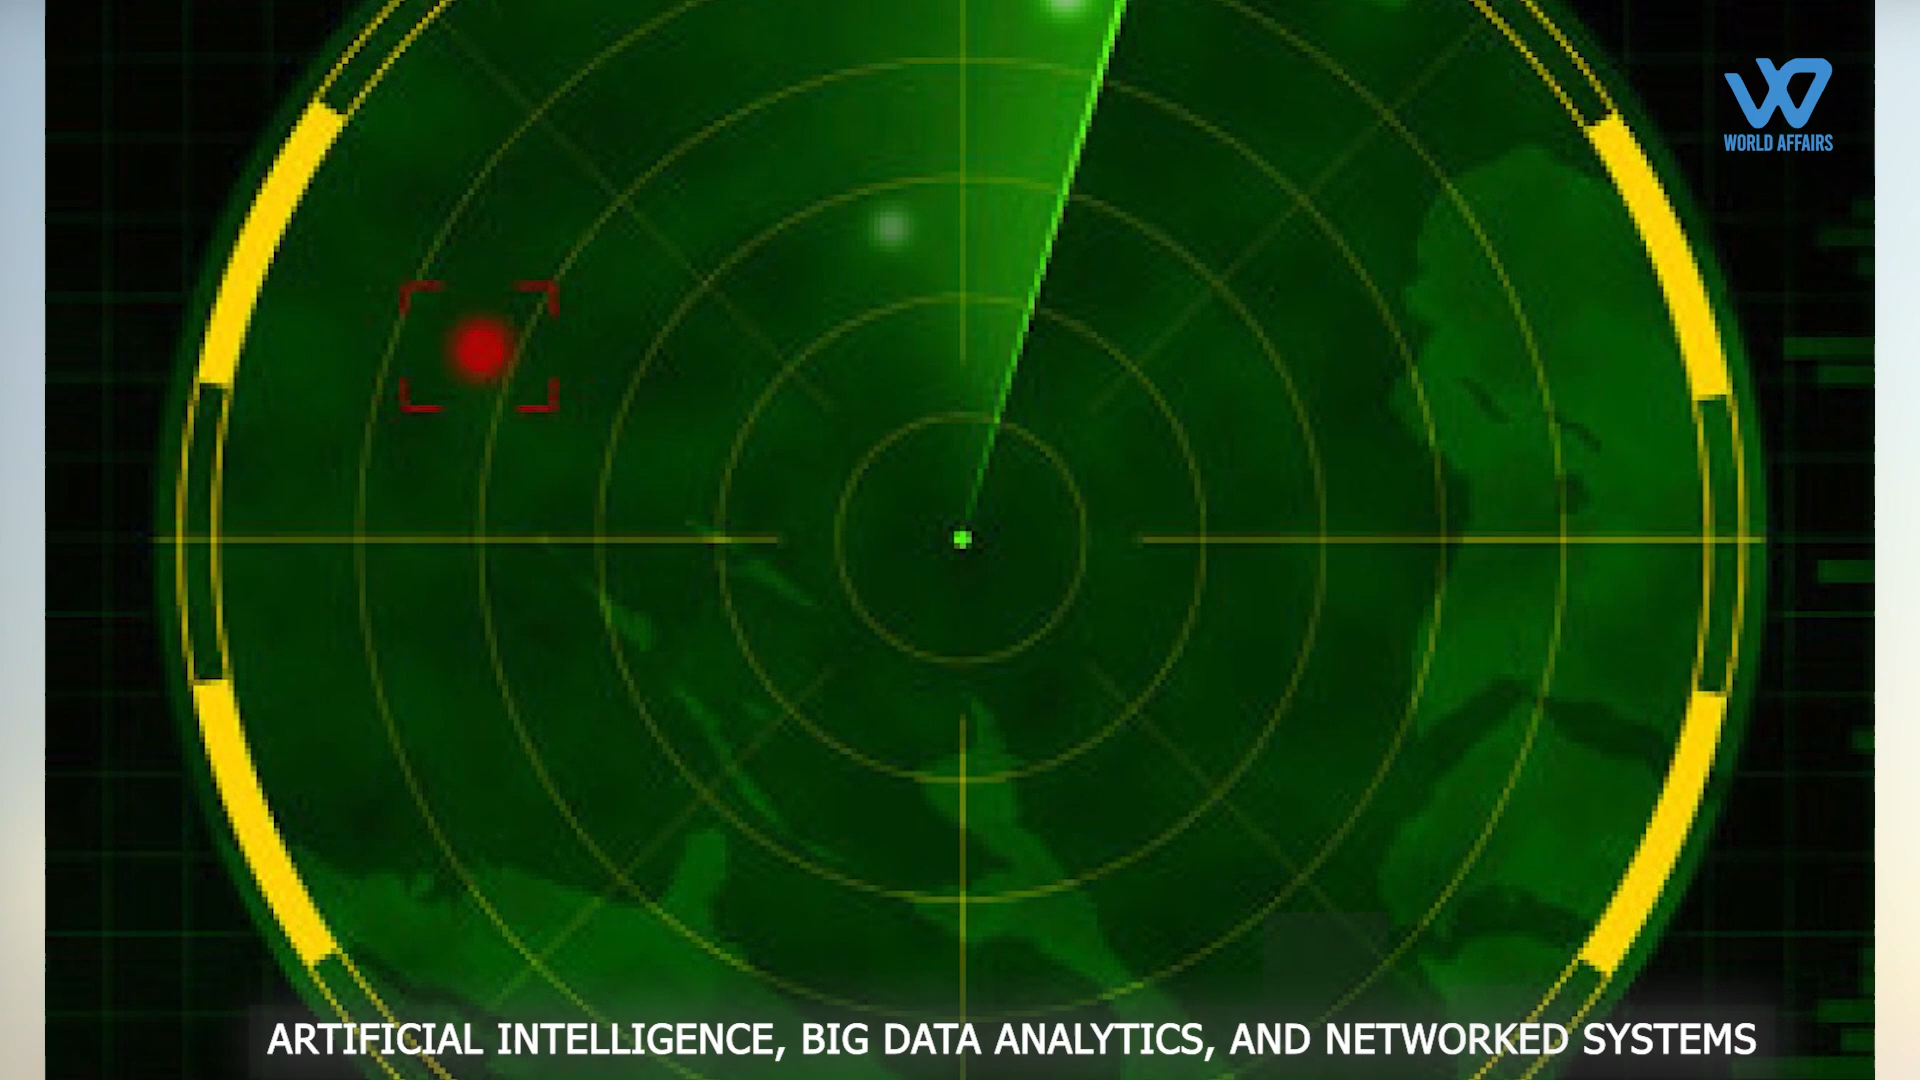 WORLD AFFAIRS
ARTIFICIAL INTELLIGENCE, BIG DATA ANALYTICS, AND NETWORKED SYSTEMS